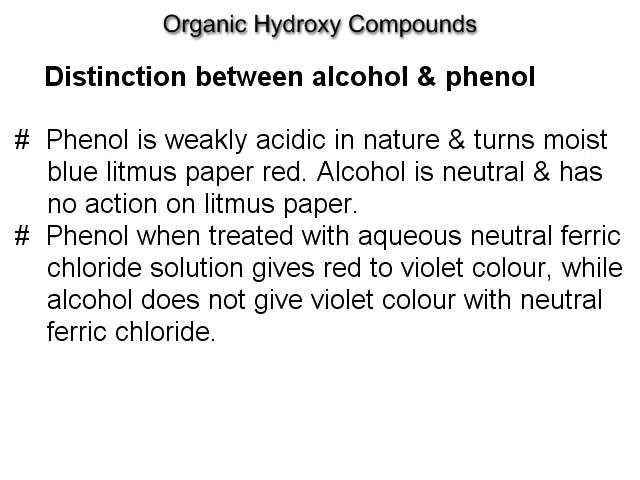 Organic Hydroxy Compounds
Distinction between alcohol & phenol
# Phenol is weakly acidic in nature & turns moist
blue litmus paper red. Alcohol is neutral & has
no action on litmus paper.
# Phenol when treated with aqueous neutral ferric
chloride solution gives red to violet colour, while
alcohol does not give violet colour with neutral
ferric chloride.